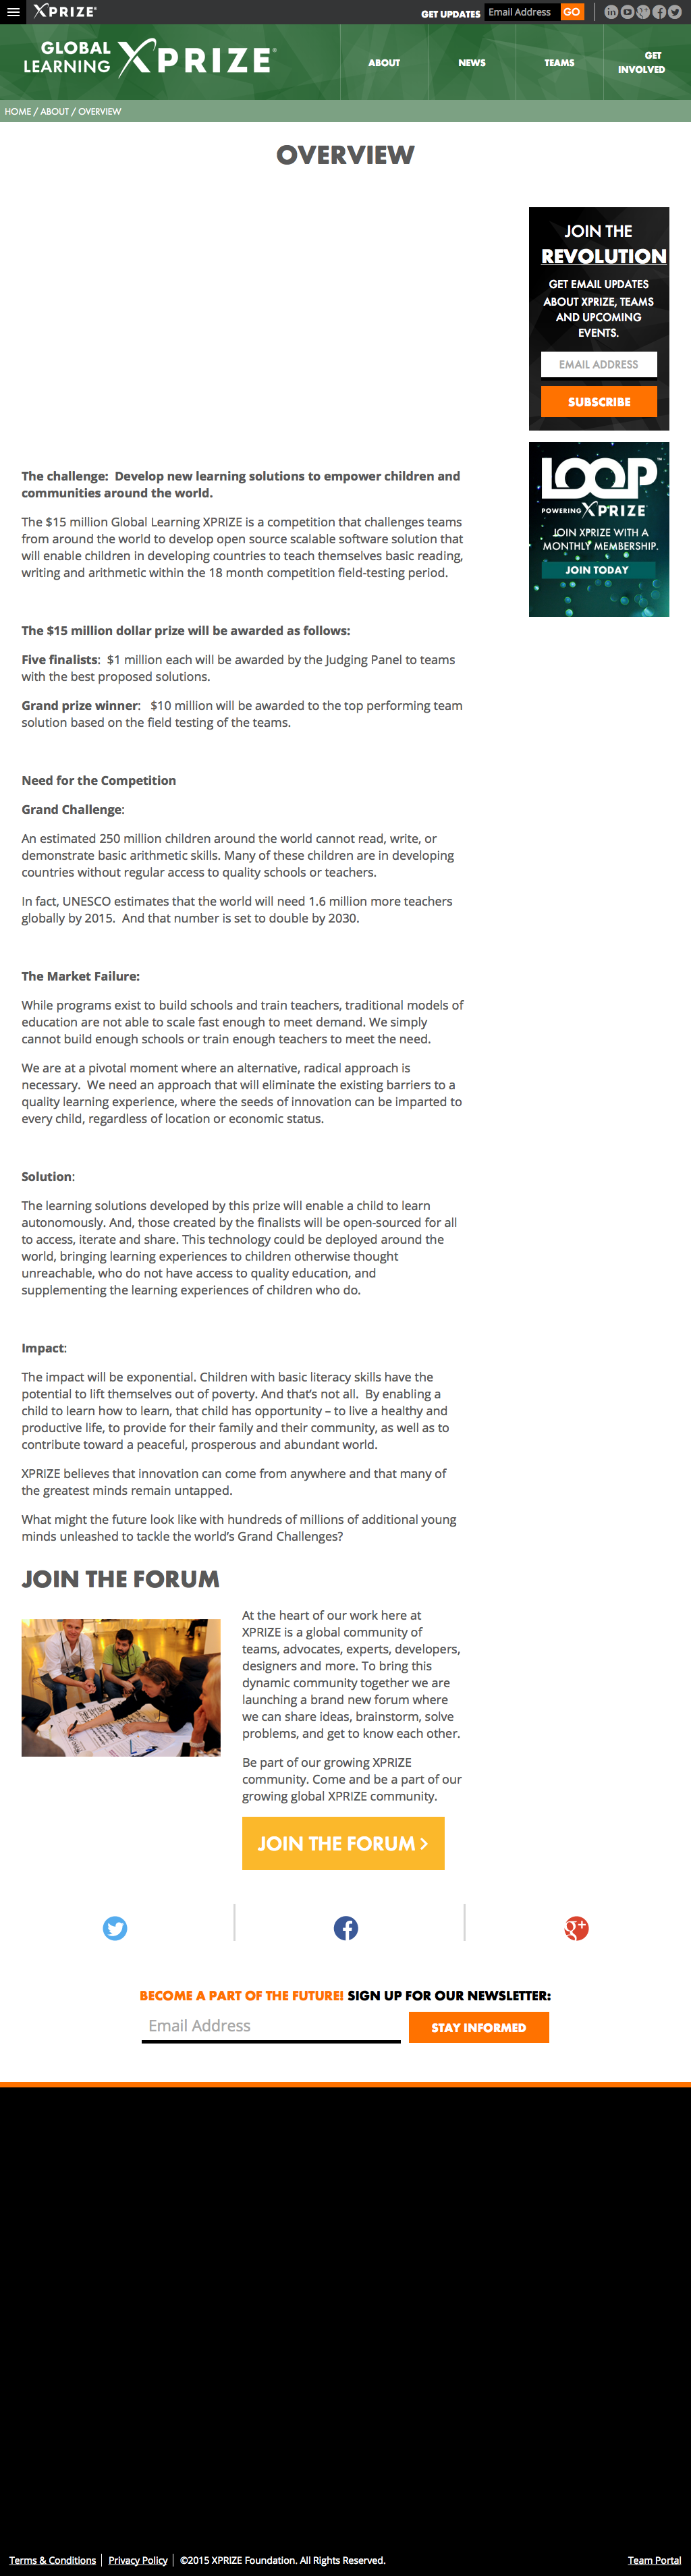 XPRIZE®
GET UPDATES Email Address GO
GLOBAL
LEARNING XPRIZE®
ABOUT NEWS TEAMS GET
INVOLVED
HOME / ABOUT / OVERVIEW
OVERVIEW
JOIN THE
REVOLUTION
GET EMAIL UPDATES
ABOUT XPRIZE, TEAMS
AND UPCOMING
EVENTS.
EMAIL ADDRESS
SUBSCRIBE
LOOP™
POWERING XPRIZE
JOIN XPRIZE WITH A
MONTHLY MEMBERSHIP.
JOIN TODAY
The challenge:  Develop new learning solutions to empower children and
communities around the world.
The $15 million Global Learning XPRIZE is a competition that challenges teams
from around the world to develop open source scalable software solution that
will enable children in developing countries to teach themselves basic reading,
writing and arithmetic within the 18 month competition field-testing period.
The $15 million dollar prize will be awarded as follows:
Five finalists:  $1 million each will be awarded by the Judging Panel to teams
with the best proposed solutions.
Grand prize winner:   $10 million will be awarded to the top performing team
solution based on the field testing of the teams.
Need for the Competition
Grand Challenge:
An estimated 250 million children around the world cannot read, write, or
demonstrate basic arithmetic skills. Many of these children are in developing
countries without regular access to quality schools or teachers.
In fact, UNESCO estimates that the world will need 1.6 million more teachers
globally by 2015.  And that number is set to double by 2030.
The Market Failure:
While programs exist to build schools and train teachers, traditional models of
education are not able to scale fast enough to meet demand. We simply
cannot build enough schools or train enough teachers to meet the need.
We are at a pivotal moment where an alternative, radical approach is
necessary.  We need an approach that will eliminate the existing barriers to a
quality learning experience, where the seeds of innovation can be imparted to
every child, regardless of location or economic status.
Solution:
The learning solutions developed by this prize will enable a child to learn
autonomously. And, those created by the finalists will be open-sourced for all
to access, iterate and share. This technology could be deployed around the
world, bringing learning experiences to children otherwise thought
unreachable, who do not have access to quality education, and
supplementing the learning experiences of children who do.
Impact:
The impact will be exponential. Children with basic literacy skills have the
potential to lift themselves out of poverty. And that's not all.  By enabling a
child to learn how to learn, that child has opportunity – to live a healthy and
productive life, to provide for their family and their community, as well as to
contribute toward a peaceful, prosperous and abundant world.
XPRIZE believes that innovation can come from anywhere and that many of
the greatest minds remain untapped.
What might the future look like with hundreds of millions of additional young
minds unleashed to tackle the world's Grand Challenges?
JOIN THE FORUM
At the heart of our work here at
XPRIZE is a global community of
teams, advocates, experts, developers,
designers and more. To bring this
dynamic community together we are
launching a brand new forum where
we can share ideas, brainstorm, solve
problems, and get to know each other.
Be part of our growing XPRIZE
community. Come and be a part of our
growing global XPRIZE community.
JOIN THE FORUM >
BECOME A PART OF THE FUTURE! SIGN UP FOR OUR NEWSLETTER:
Email Address STAY INFORMED
Terms & Conditions | Privacy Policy | ©2015 XPRIZE Foundation. All Rights Reserved. Team Portal